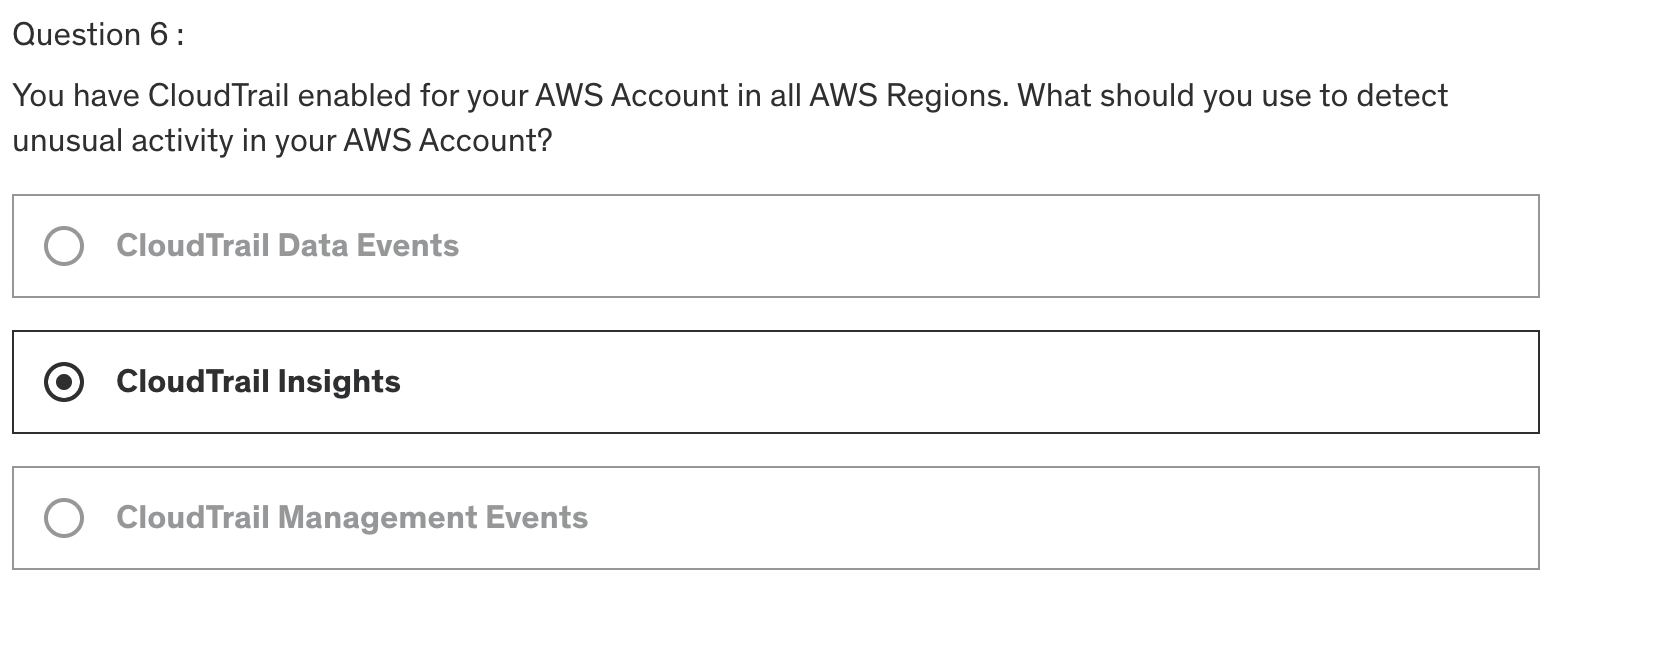 Question 6 :
You have CloudTrail enabled for your AWS Account in all AWS Regions. What should you use to detect
unusual activity in your AWS Account?
CloudTrail Data Events
CloudTrail Insights
CloudTrail Management Events